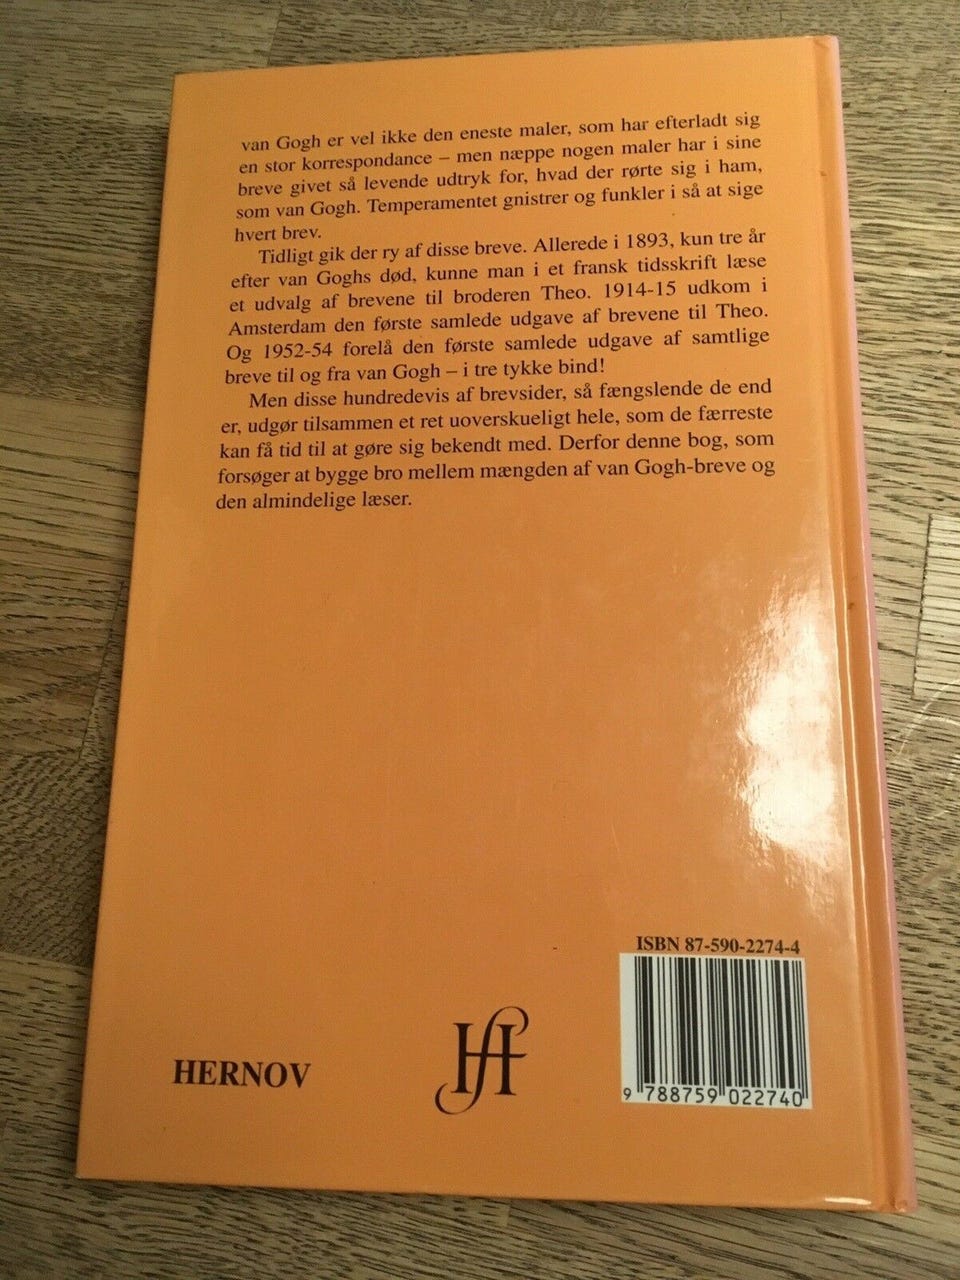 van Gogh er vel ikke den eneste maler, som har efterladt sig
en stor korrespondance – men næppe nogen maler har i sine
breve givet så levende udtryk for, hvad der rørte sig i ham,
som van Gogh. Temperamentet gnistrer og funkler i så at sige
hvert brev.
Tidligt gik der ry af disse breve. Allerede i 1893, kun tre år
efter van Goghs død, kunne man i et fransk tidsskrift læse
et udvalg af brevene til broderen Theo. 1914-15 udkom i
Amsterdam den første samlede udgave af brevene til Theo.
Og 1952-54 forelå den første samlede udgave af samtlige
breve til og fra van Gogh – i tre tykke bind!
Men disse hundredevis af brevsider, så fængslende de end
er, udgør tilsammen et ret uoverskueligt hele, som de færreste
kan få tid til at gøre sig bekendt med. Derfor denne bog, som
forsøger at bygge bro mellem mængden af van Gogh-breve og
den almindelige læser.
ISBN 87-590-2274-4
9 788759 022740
HERNOV
HfH